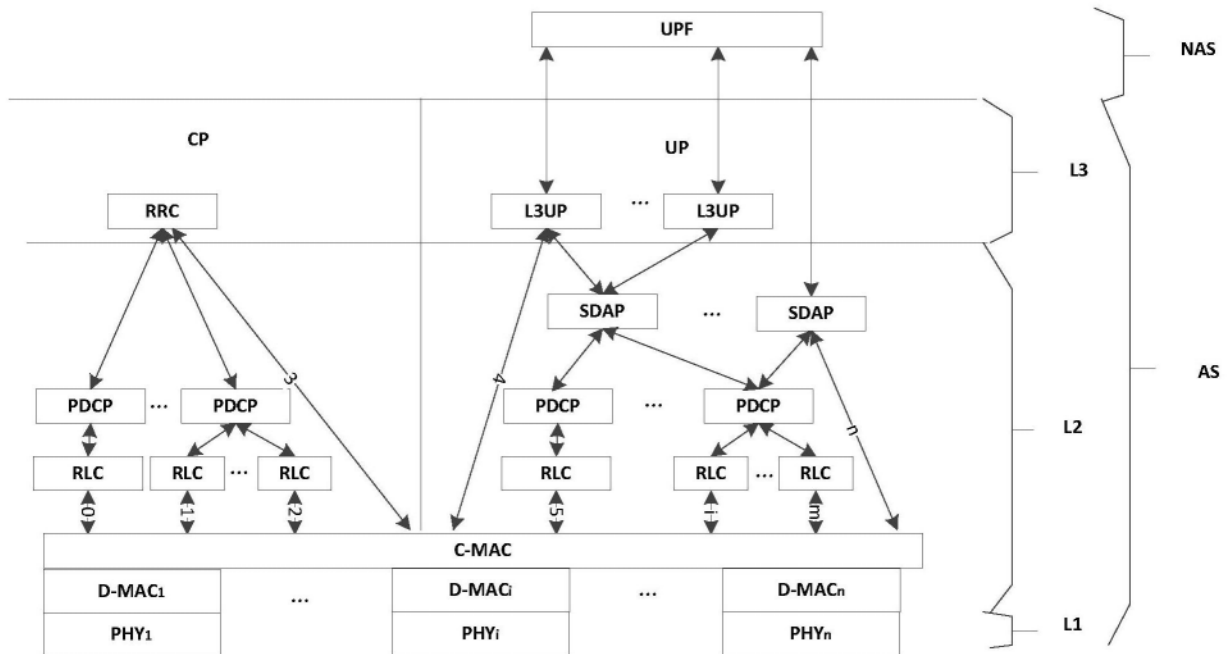 UPF
NAS
CP
UP
L3
RRC
L3UP
...
L3UP
SDAP
...
SDAP
3
4
n
AS
PDCP
...
PDCP
PDCP
...
PDCP
L2
RLC
RLC
...
RLC
RLC
RLC
...
RLC
0
1
2
5
i
m
C-MAC
D-MAC1
...
D-MACi
...
D-MACn
PHY1
PHYi
PHYn
L1